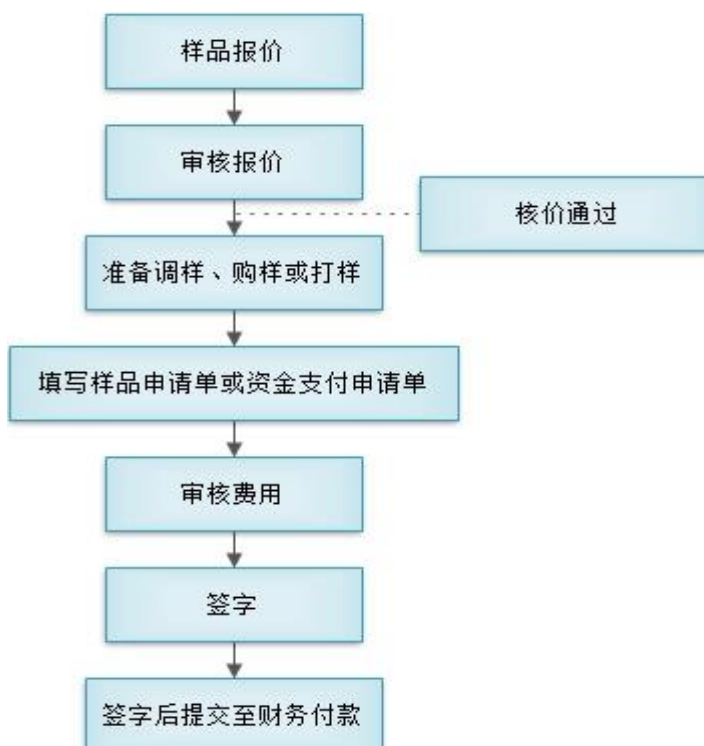 样品报价
审核报价
核价通过
准备调样、购样或打样
填写样品申请单或资金支付申请单
审核费用
签字
签字后提交至财务付款